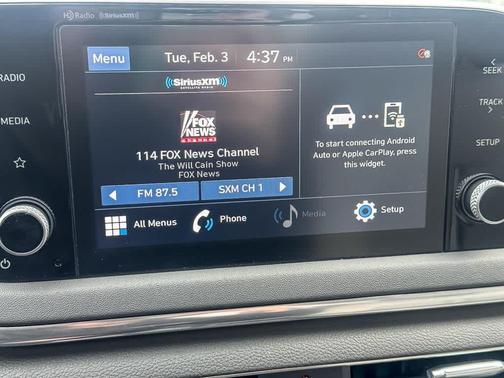 HD Radio ((SiriusXM))
RADIO
MEDIA
Menu
Tue, Feb. 3 4:37 PM
((SiriusXM))
SATELLITE RADIO
FOX
NEWS
channel
114 FOX News Channel
The Will Cain Show
FOX News
FM 87.5
SXM CH 1
To start connecting Android
Auto or Apple CarPlay, press
this widget.
All Menus
Phone
Media
Setup
SEEK
TRACK
SETUP